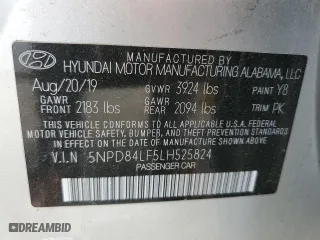 MANUFACTURED BY
HYUNDAI MOTOR MANUFACTURING ALABAMA, LLC
Aug/20/19 GVWR 3924 lbs PAINT Y8
GAWR FRONT 2183 lbs GAWR REAR 2094 lbs TRIM PK
THIS VEHICLE CONFORMS TO ALL APPLICABLE
U.S. FEDERAL MOTOR VEHICLE SAFETY, BUMPER, AND
THEFT PREVENTION STANDARDS IN EFFECT
ON THE DATE OF MANUFACTURE SHOWN ABOVE.
V.I.N 5NPD84LF5LH525824
PASSENGER CAR
DEALERSCOPE.ORG